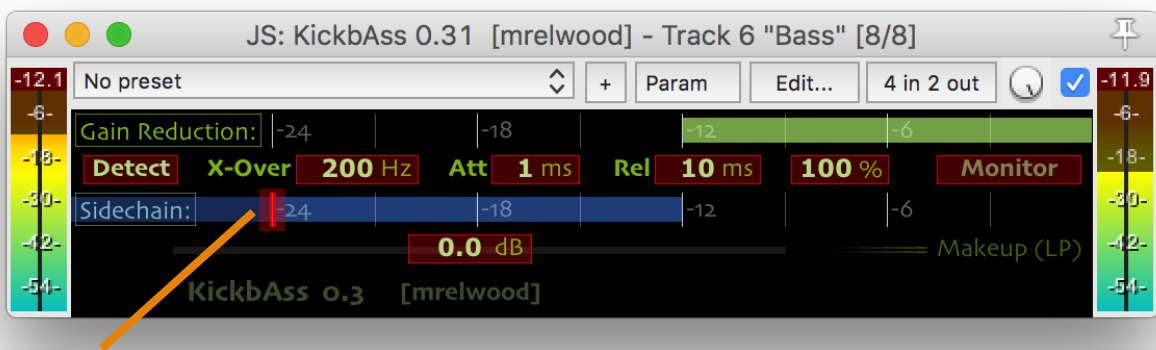 JS: KickbAss 0.31 [mrelwood] - Track 6 "Bass" [8/8]
-12.1 No preset + Param Edit... 4 in 2 out -11.9
-6- -6-
Gain Reduction: -24 -18 -12 -6
-18- -18-
Detect X-Over 200 Hz Att 1 ms Rel 10 ms 100 % Monitor
-30- -30-
Sidechain: -24 -18 -12 -6
-42- 0.0 dB Makeup (LP) -42-
-54- KickbAss 0.3 [mrelwood] -54-